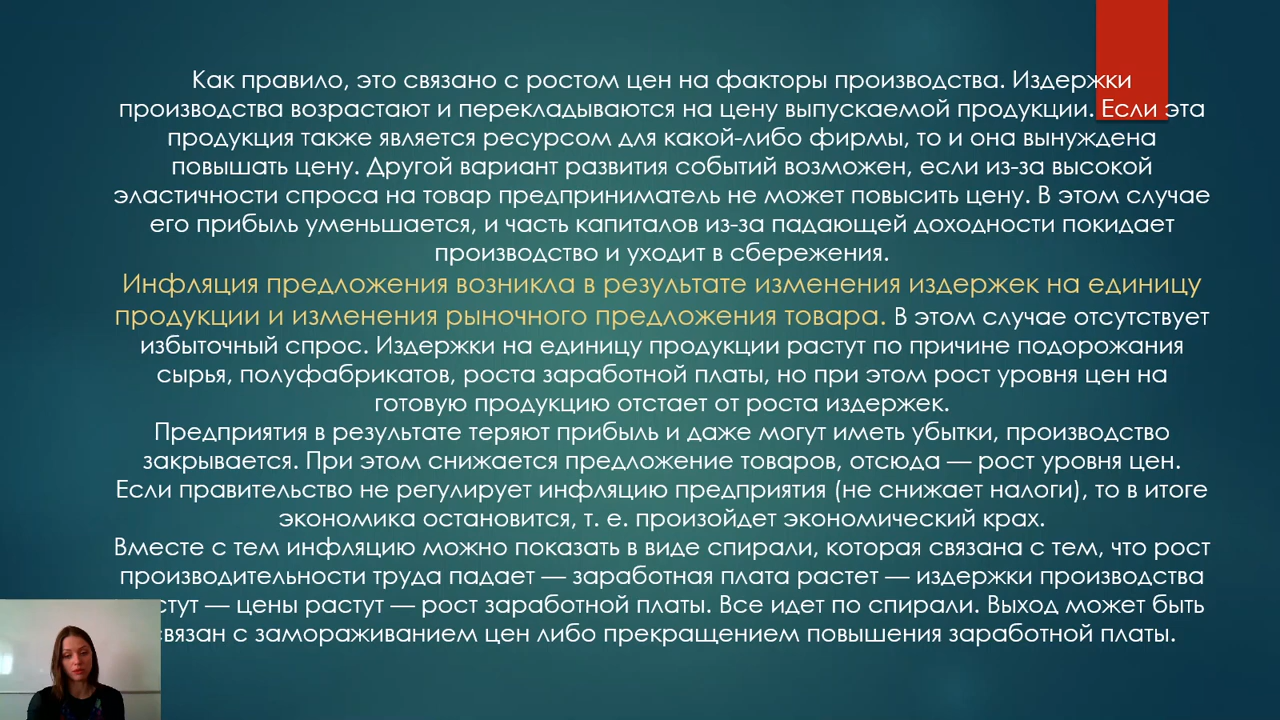 Как правило, это связано с ростом цен на факторы производства. Издержки
производства возрастают и перекладываются на цену выпускаемой продукции. Если эта
продукция также является ресурсом для какой-либо фирмы, то и она вынуждена
повышать цену. Другой вариант развития событий возможен, если из-за высокой
эластичности спроса на товар предприниматель не может повысить цену. В этом случае
его прибыль уменьшается, и часть капиталов из-за падающей доходности покидает
производство и уходит в сбережения.
Инфляция предложения возникла в результате изменения издержек на единицу
продукции и изменения рыночного предложения товара. В этом случае отсутствует
избыточный спрос. Издержки на единицу продукции растут по причине подорожания
сырья, полуфабрикатов, роста заработной платы, но при этом рост уровня цен на
готовую продукцию отстает от роста издержек.
Предприятия в результате теряют прибыль и даже могут иметь убытки, производство
закрывается. При этом снижается предложение товаров, отсюда — рост уровня цен.
Если правительство не регулирует инфляцию предприятия (не снижает налоги), то в итоге
экономика остановится, т. е. произойдет экономический крах.
Вместе с тем инфляцию можно показать в виде спирали, которая связана с тем, что рост
производительности труда падает — заработная плата растет — издержки производства
стут — цены растут — рост заработной платы. Все идет по спирали. Выход может быть
связан с замораживанием цен либо прекращением повышения заработной платы.